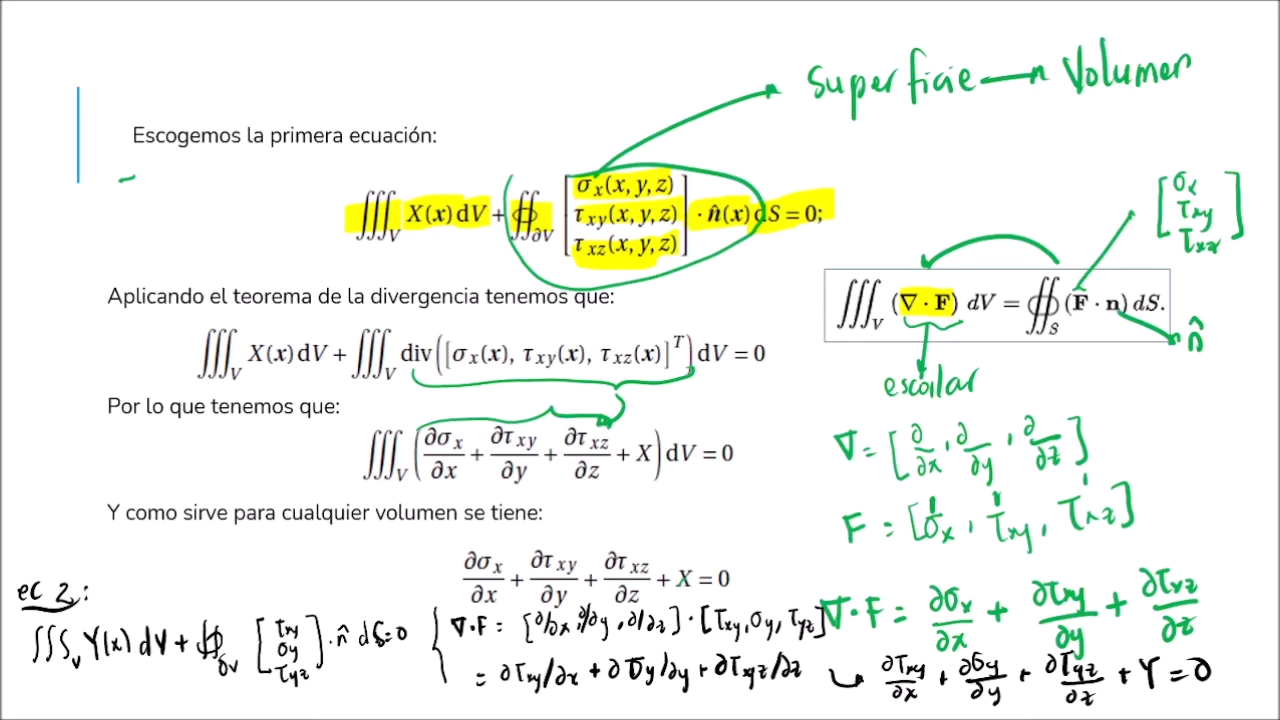 Superficie → Volumen
Escogemos la primera ecuación:
∭_V X(x) dV + ∯_∂V [σ_x(x, y, z) τ_xy(x, y, z) τ_xz(x, y, z)] · n̂(x) dS = 0;
[σ_x τ_xy τ_xz]
Aplicando el teorema de la divergencia tenemos que:
∭_V (∇ · F) dV = ∯_S (F · n) dS.
n̂
∭_V X(x) dV + ∭_V div([σ_x(x), τ_xy(x), τ_xz(x)]^T) dV = 0
escalar
Por lo que tenemos que:
∭_V (∂σ_x/∂x + ∂τ_xy/∂y + ∂τ_xz/∂z + X) dV = 0
∇ = [∂/∂x, ∂/∂y, ∂/∂z]
Y como sirve para cualquier volumen se tiene:
F = [σ_x, τ_xy, τ_xz]
∂σ_x/∂x + ∂τ_xy/∂y + ∂τ_xz/∂z + X = 0
∇·F = ∂σ_x/∂x + ∂τ_xy/∂y + ∂τ_xz/∂z
ec 2:
∭_V Y(x) dV + ∯_∂V [τ_xy σ_y τ_yz] · n̂ dS = 0
∇·F = [∂/∂x, ∂/∂y, ∂/∂z] · [τ_xy, σ_y, τ_yz]
= ∂τ_xy/∂x + ∂σ_y/∂y + ∂τ_xyz/∂z
→ ∂τ_xy/∂x + ∂σ_y/∂y + ∂τ_yz/∂z + Y = 0